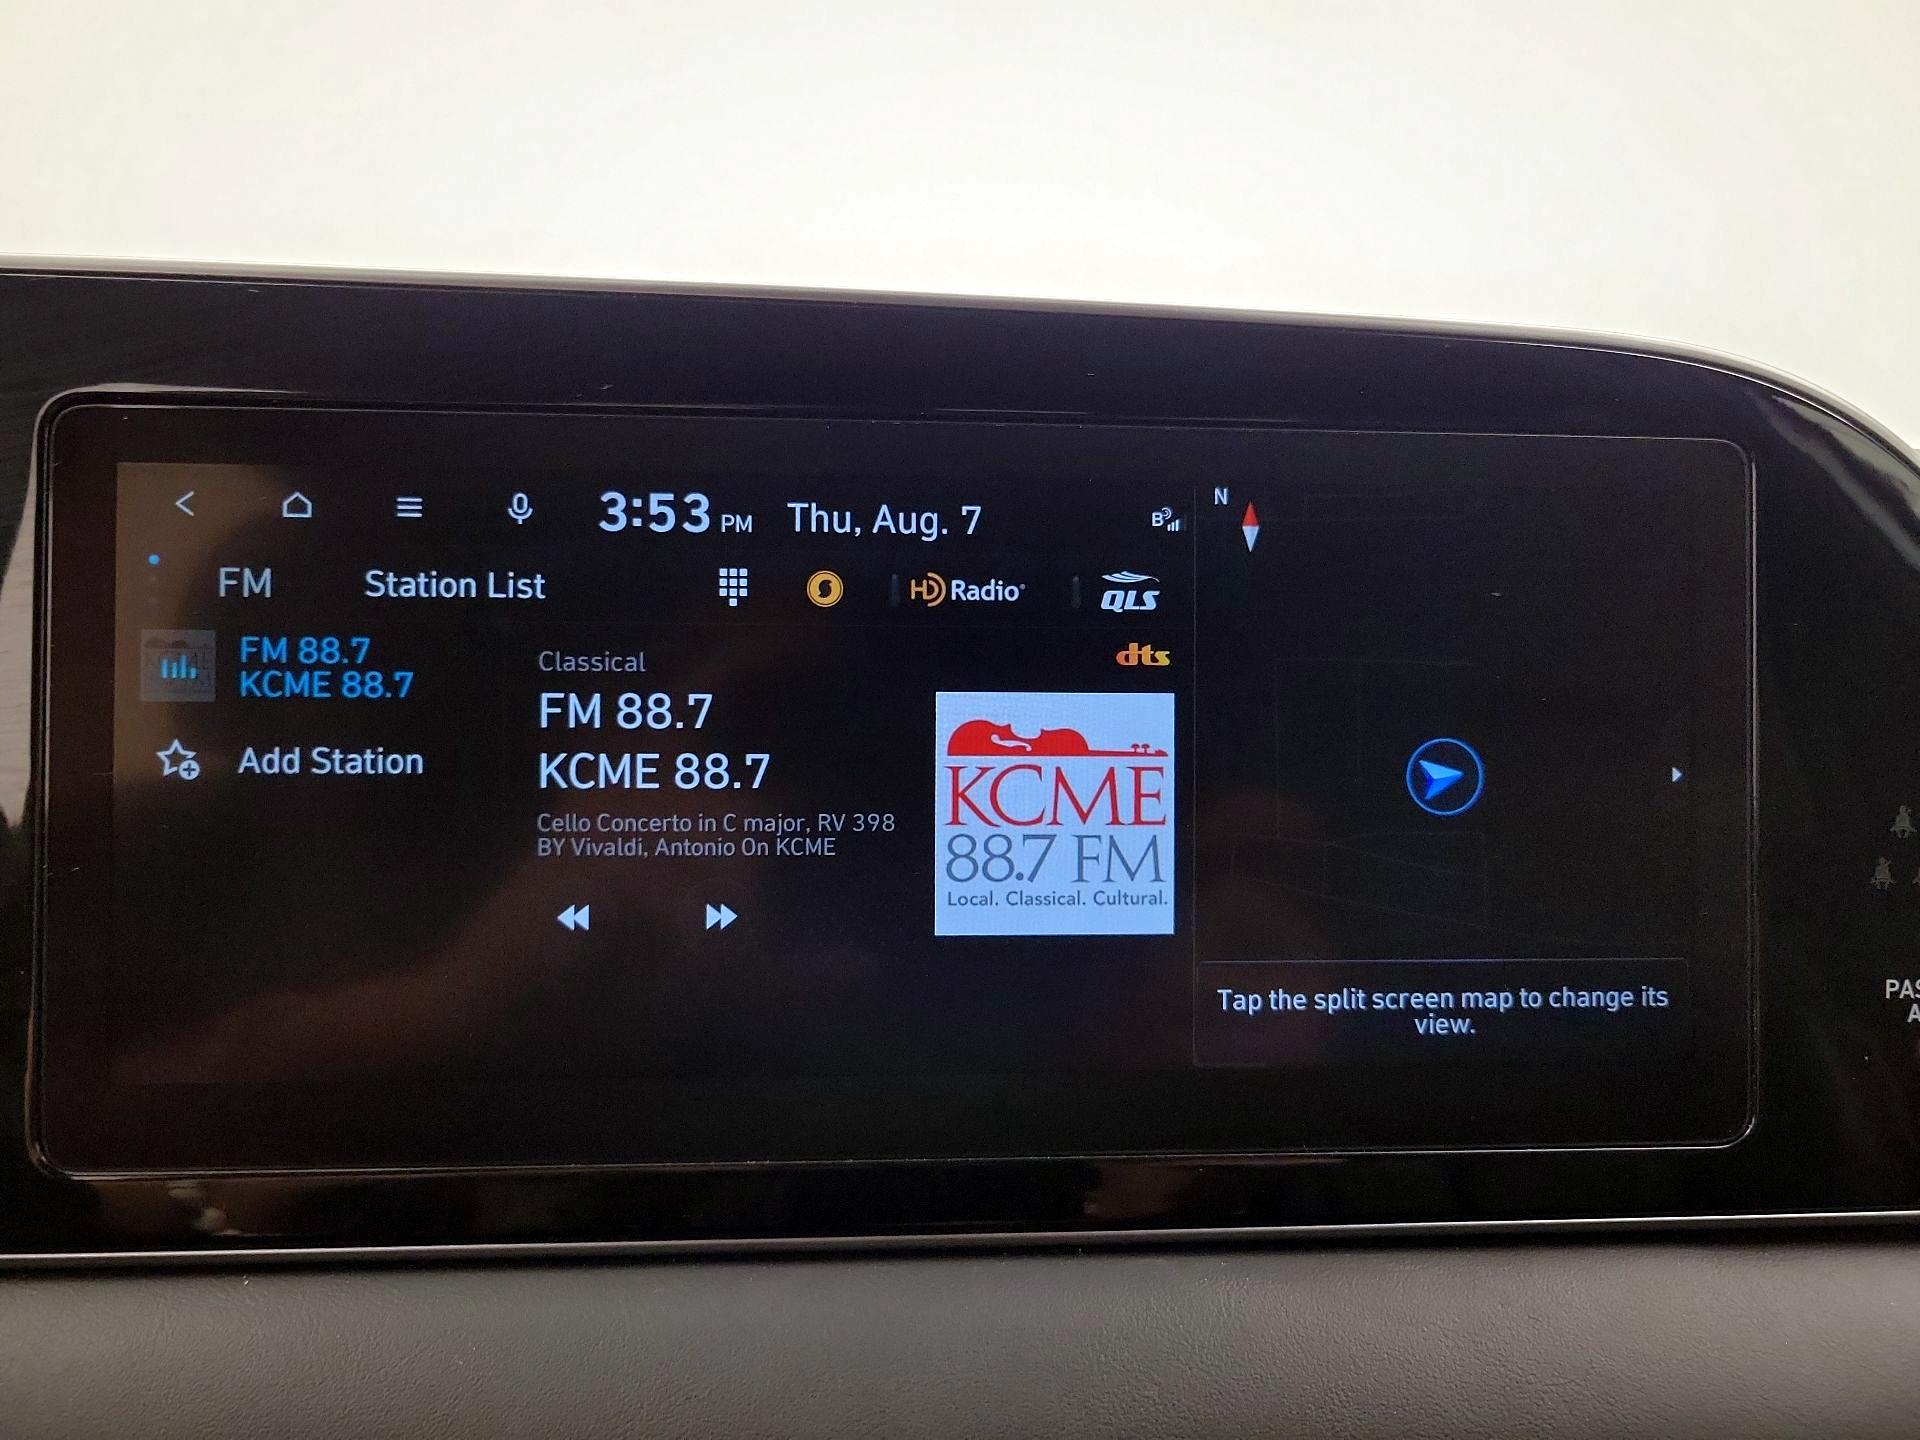 3:53 PM Thu, Aug. 7
B
N
FM Station List
HD Radio
QLS
FM 88.7
KCME 88.7
Add Station
Classical
dts
FM 88.7
KCME 88.7
Cello Concerto in C major, RV 398
BY Vivaldi, Antonio On KCME
KCME
88.7 FM
Local. Classical. Cultural.
Tap the split screen map to change its
view.